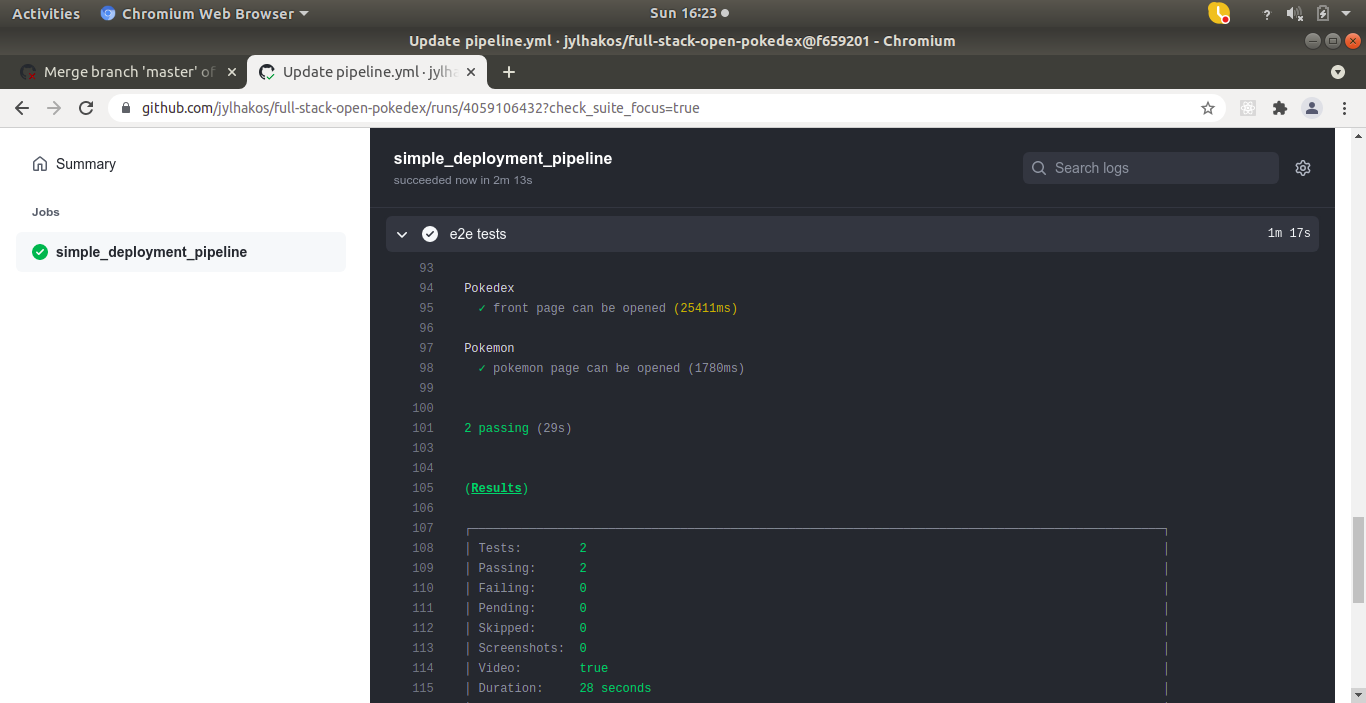 Activities Chromium Web Browser Sun 16:23 ?
Update pipeline.yml · jylhakos/full-stack-open-pokedex@f659201 - Chromium
Merge branch 'master' of Update pipeline.yml · jylha
github.com/jylhakos/full-stack-open-pokedex/runs/4059106432?check_suite_focus=true
Summary
Jobs
simple_deployment_pipeline
simple_deployment_pipeline
succeeded now in 2m 13s
Search logs
e2e tests 1m 17s
93
94 Pokedex
95 ✓ front page can be opened (25411ms)
96
97 Pokemon
98 ✓ pokemon page can be opened (1780ms)
99
100
101 2 passing (29s)
103
104
105 (Results)
106
107
108 Tests: 2
109 Passing: 2
110 Failing: 0
111 Pending: 0
112 Skipped: 0
113 Screenshots: 0
114 Video: true
115 Duration: 28 seconds